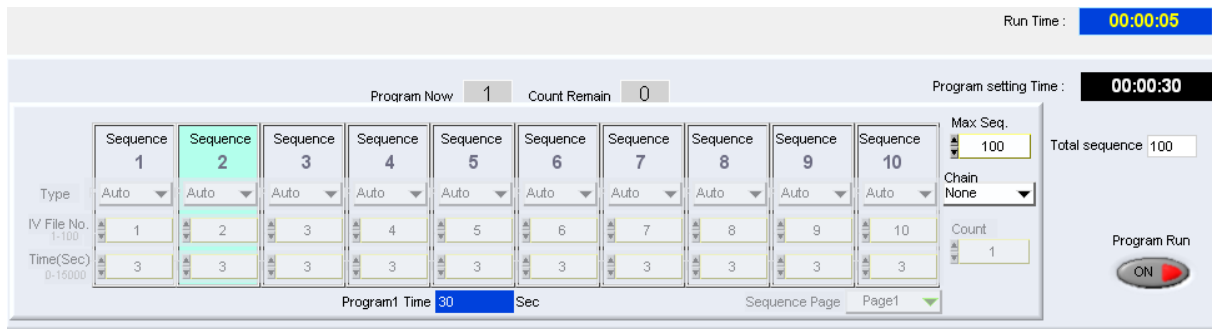 Run Time : 00:00:05
Program setting Time : 00:00:30
Program Now 1 Count Remain 0
Max Seq.
100
Total sequence 100
Sequence Sequence Sequence Sequence Sequence Sequence Sequence Sequence Sequence Sequence
1 2 3 4 5 6 7 8 9 10
Chain
None
Type Auto Auto Auto Auto Auto Auto Auto Auto Auto Auto
IV File No. 1 2 3 4 5 6 7 8 9 10
1-100
Count
1
Time(Sec) 3 3 3 3 3 3 3 3 3 3
0-15000
Program Run
ON
Program1 Time 30 Sec
Sequence Page Page1